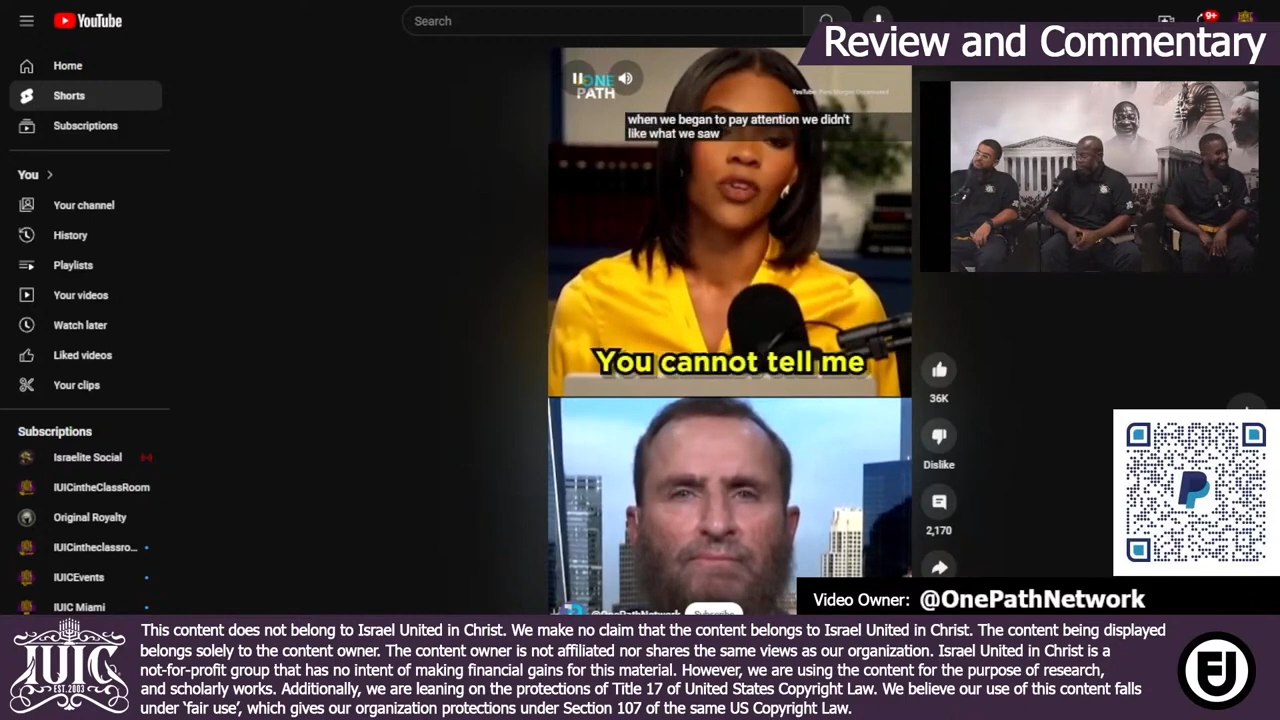 YouTube
Search
9+
Review and Commentary
Home
Shorts
Subscriptions
You
Your channel
History
Playlists
Your videos
Watch later
Liked videos
Your clips
Subscriptions
Israelite Social
IUICintheClassRoom
Original Royalty
IUICintheclassro...
IUICEvents
IUIC Miami
ONE
PATH
when we began to pay attention we didn't
like what we saw
You cannot tell me
36K
Dislike
2,170
@OnePathNetwork
Subscribe
Video Owner: @OnePathNetwork
IUIC
EST. 2003
This content does not belong to Israel United in Christ. We make no claim that the content belongs to Israel United in Christ. The content being displayed
belongs solely to the content owner. The content owner is not affiliated nor shares the same views as our organization. Israel United in Christ is a
not-for-profit group that has no intent of making financial gains for this material. However, we are using the content for the purpose of research,
and scholarly works. Additionally, we are leaning on the protections of Title 17 of United States Copyright Law. We believe our use of this content falls
under ‘fair use’, which gives our organization protections under Section 107 of the same US Copyright Law.